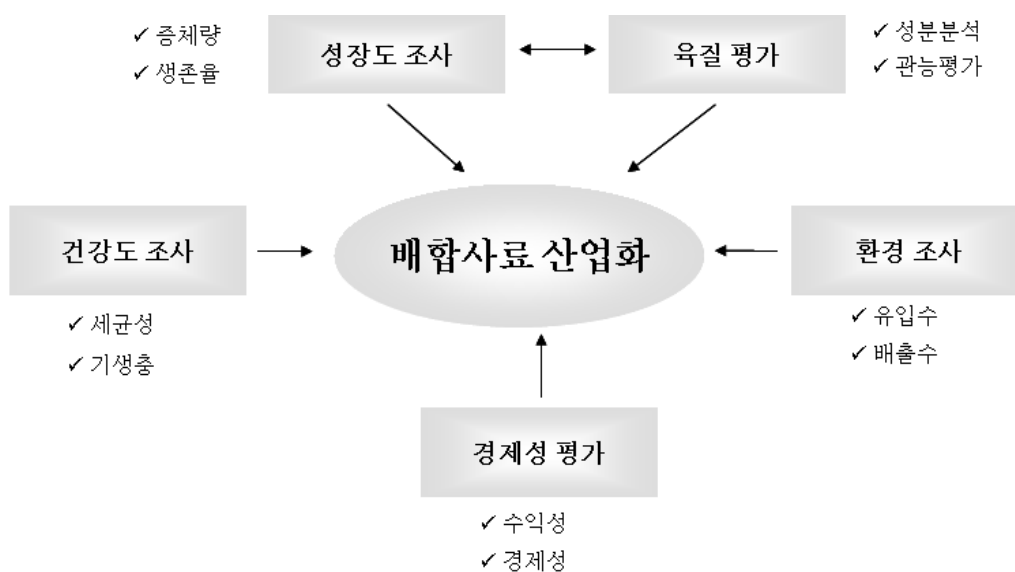 ✓ 증체량
✓ 생존율
성장도 조사
육질 평가
✓ 성분분석
✓ 관능평가
건강도 조사
배합사료 산업화
환경 조사
✓ 세균성
✓ 기생충
✓ 유입수
✓ 배출수
경제성 평가
✓ 수익성
✓ 경제성